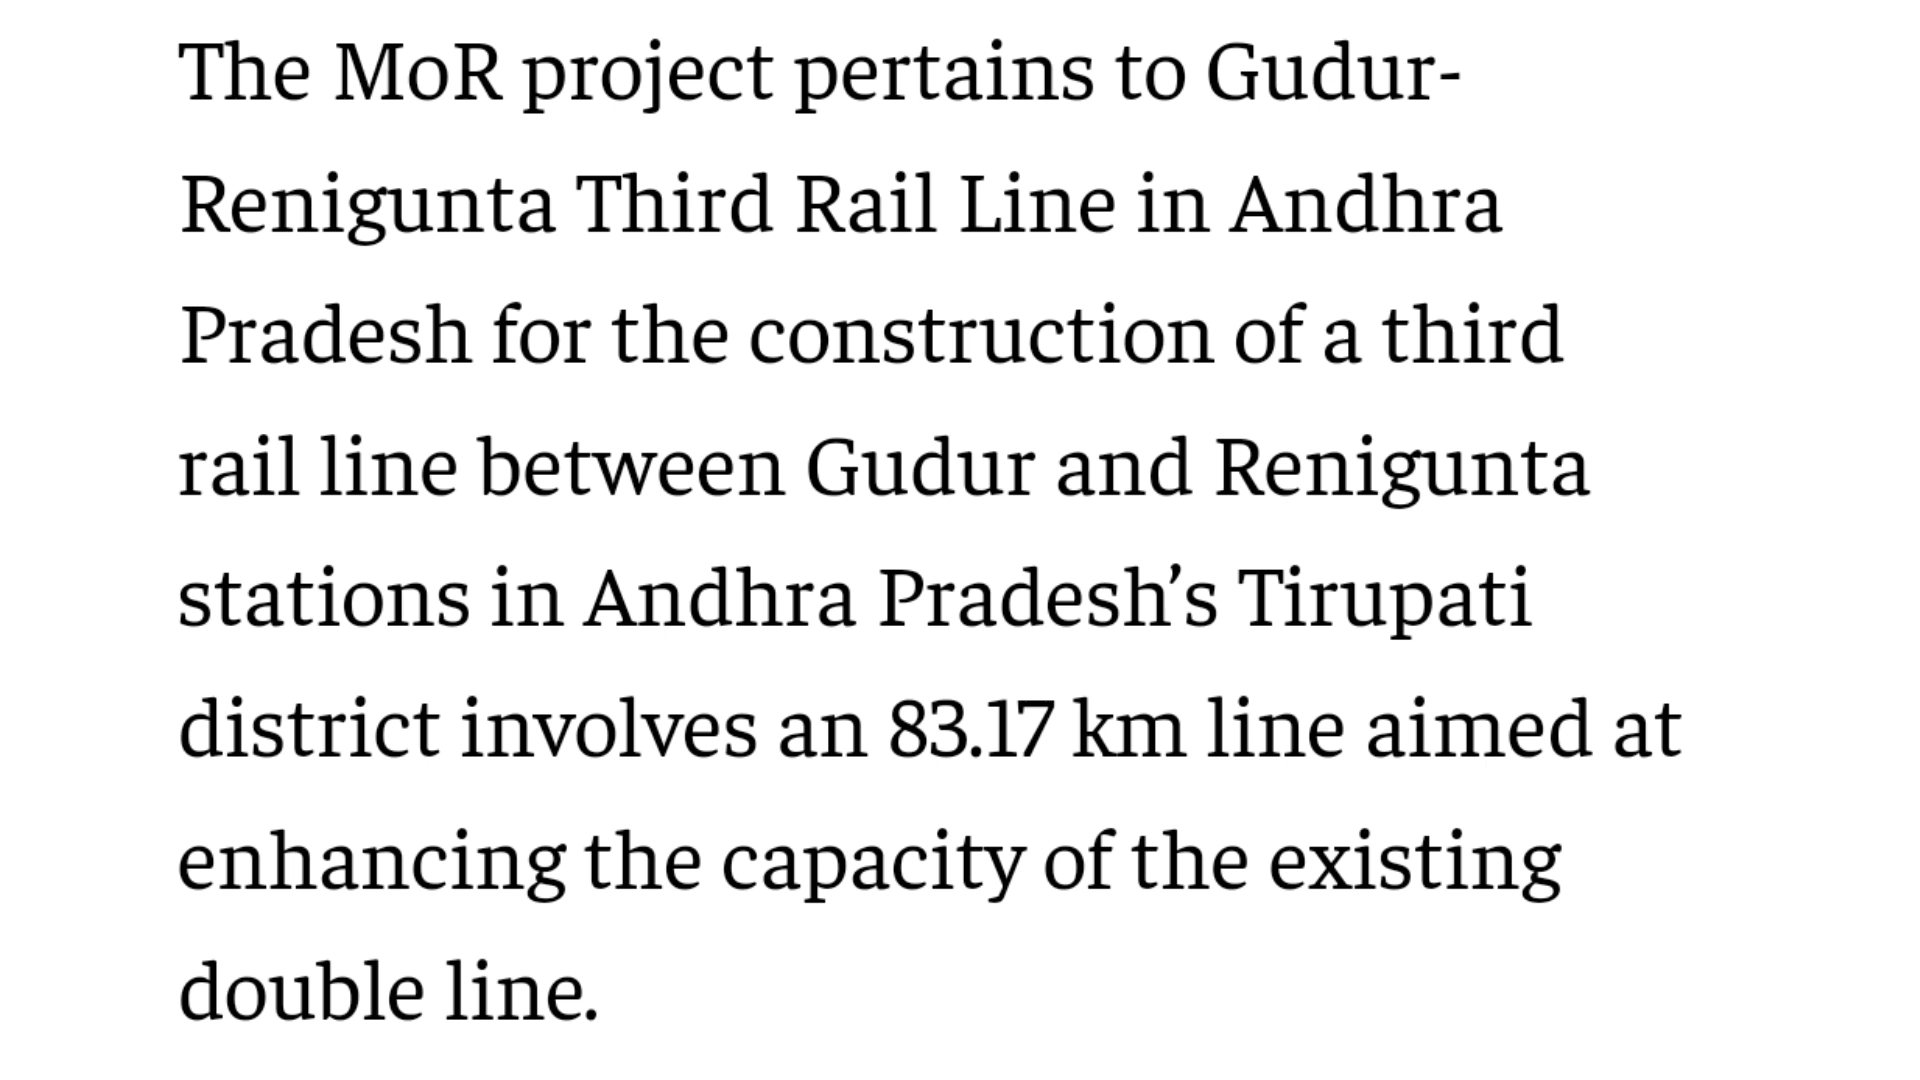 The MoR project pertains to Gudur-
Renigunta Third Rail Line in Andhra
Pradesh for the construction of a third
rail line between Gudur and Renigunta
stations in Andhra Pradesh’s Tirupati
district involves an 83.17 km line aimed at
enhancing the capacity of the existing
double line.